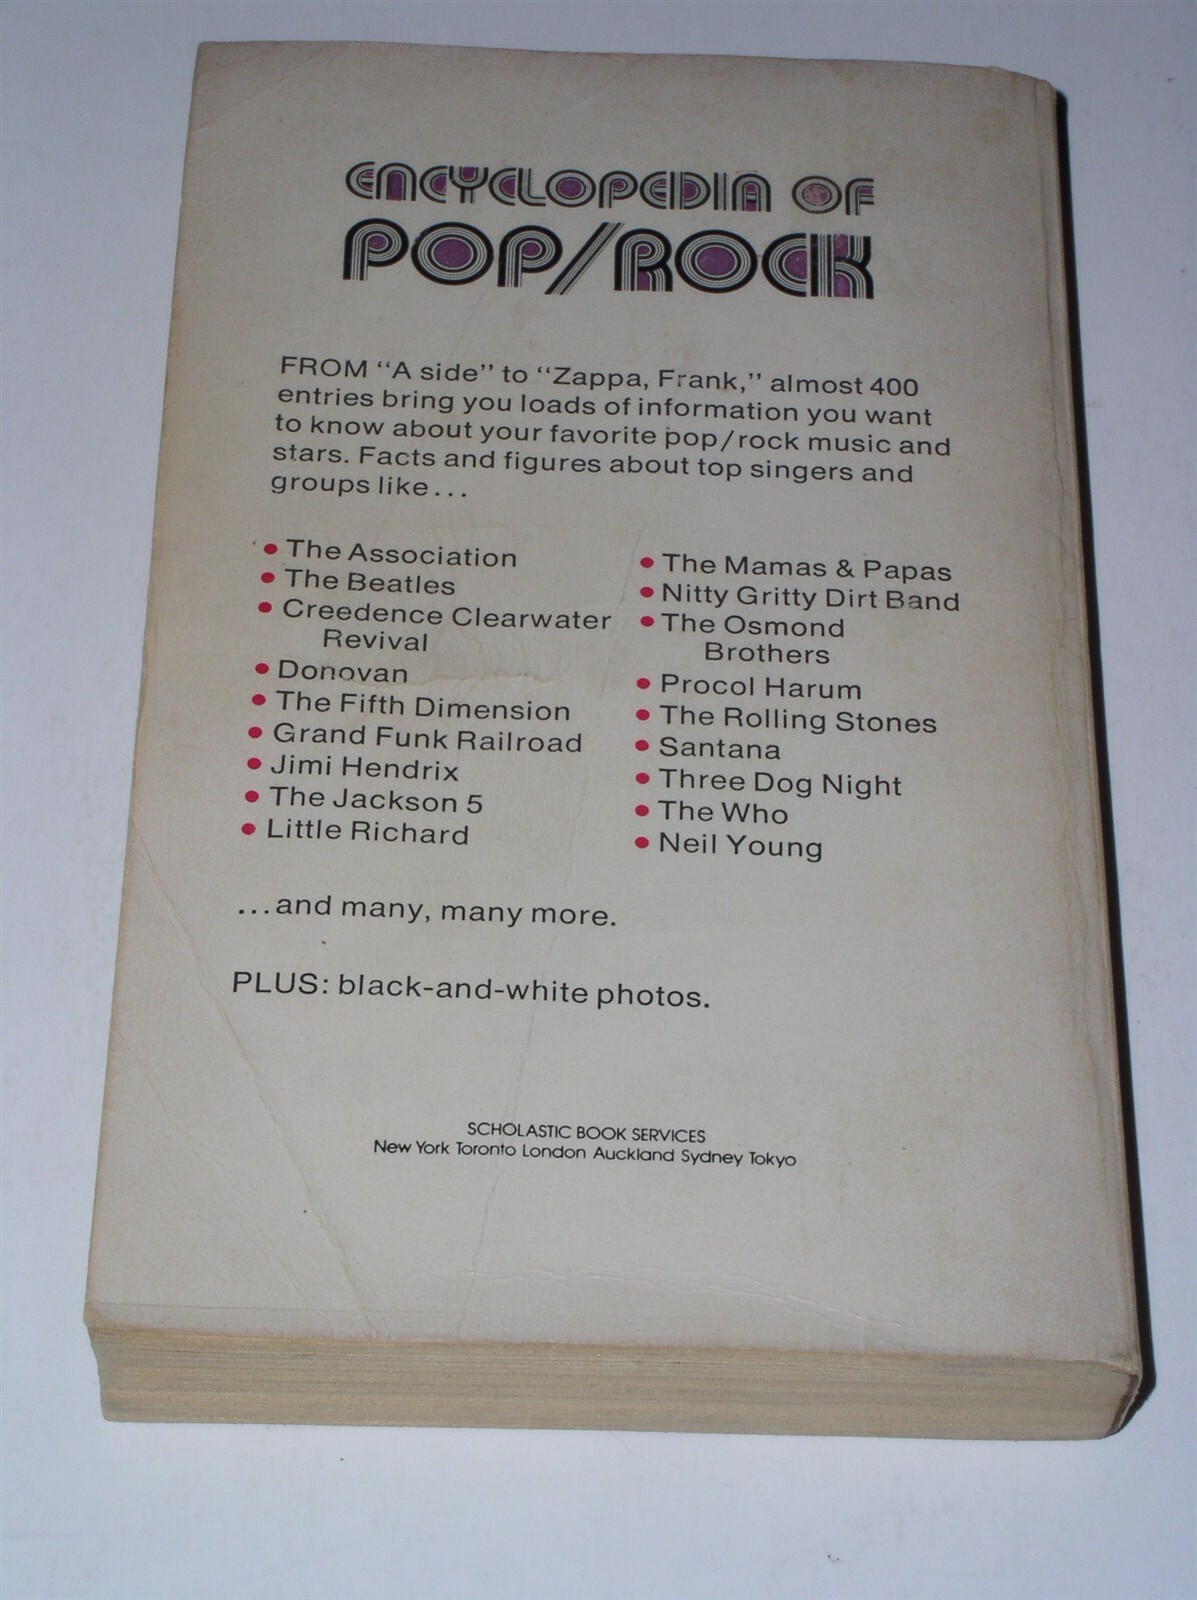 ENCYCLOPEDIA OF
POP/ROCK
FROM "A side" to "Zappa, Frank," almost 400
entries bring you loads of information you want
to know about your favorite pop/rock music and
stars. Facts and figures about top singers and
groups like...
• The Association
• The Beatles
• Creedence Clearwater
Revival
• Donovan
• The Fifth Dimension
• Grand Funk Railroad
• Jimi Hendrix
• The Jackson 5
• Little Richard
• The Mamas & Papas
• Nitty Gritty Dirt Band
• The Osmond
Brothers
• Procol Harum
• The Rolling Stones
• Santana
• Three Dog Night
• The Who
• Neil Young
...and many, many more.
PLUS: black-and-white photos.
SCHOLASTIC BOOK SERVICES
New York Toronto London Auckland Sydney Tokyo